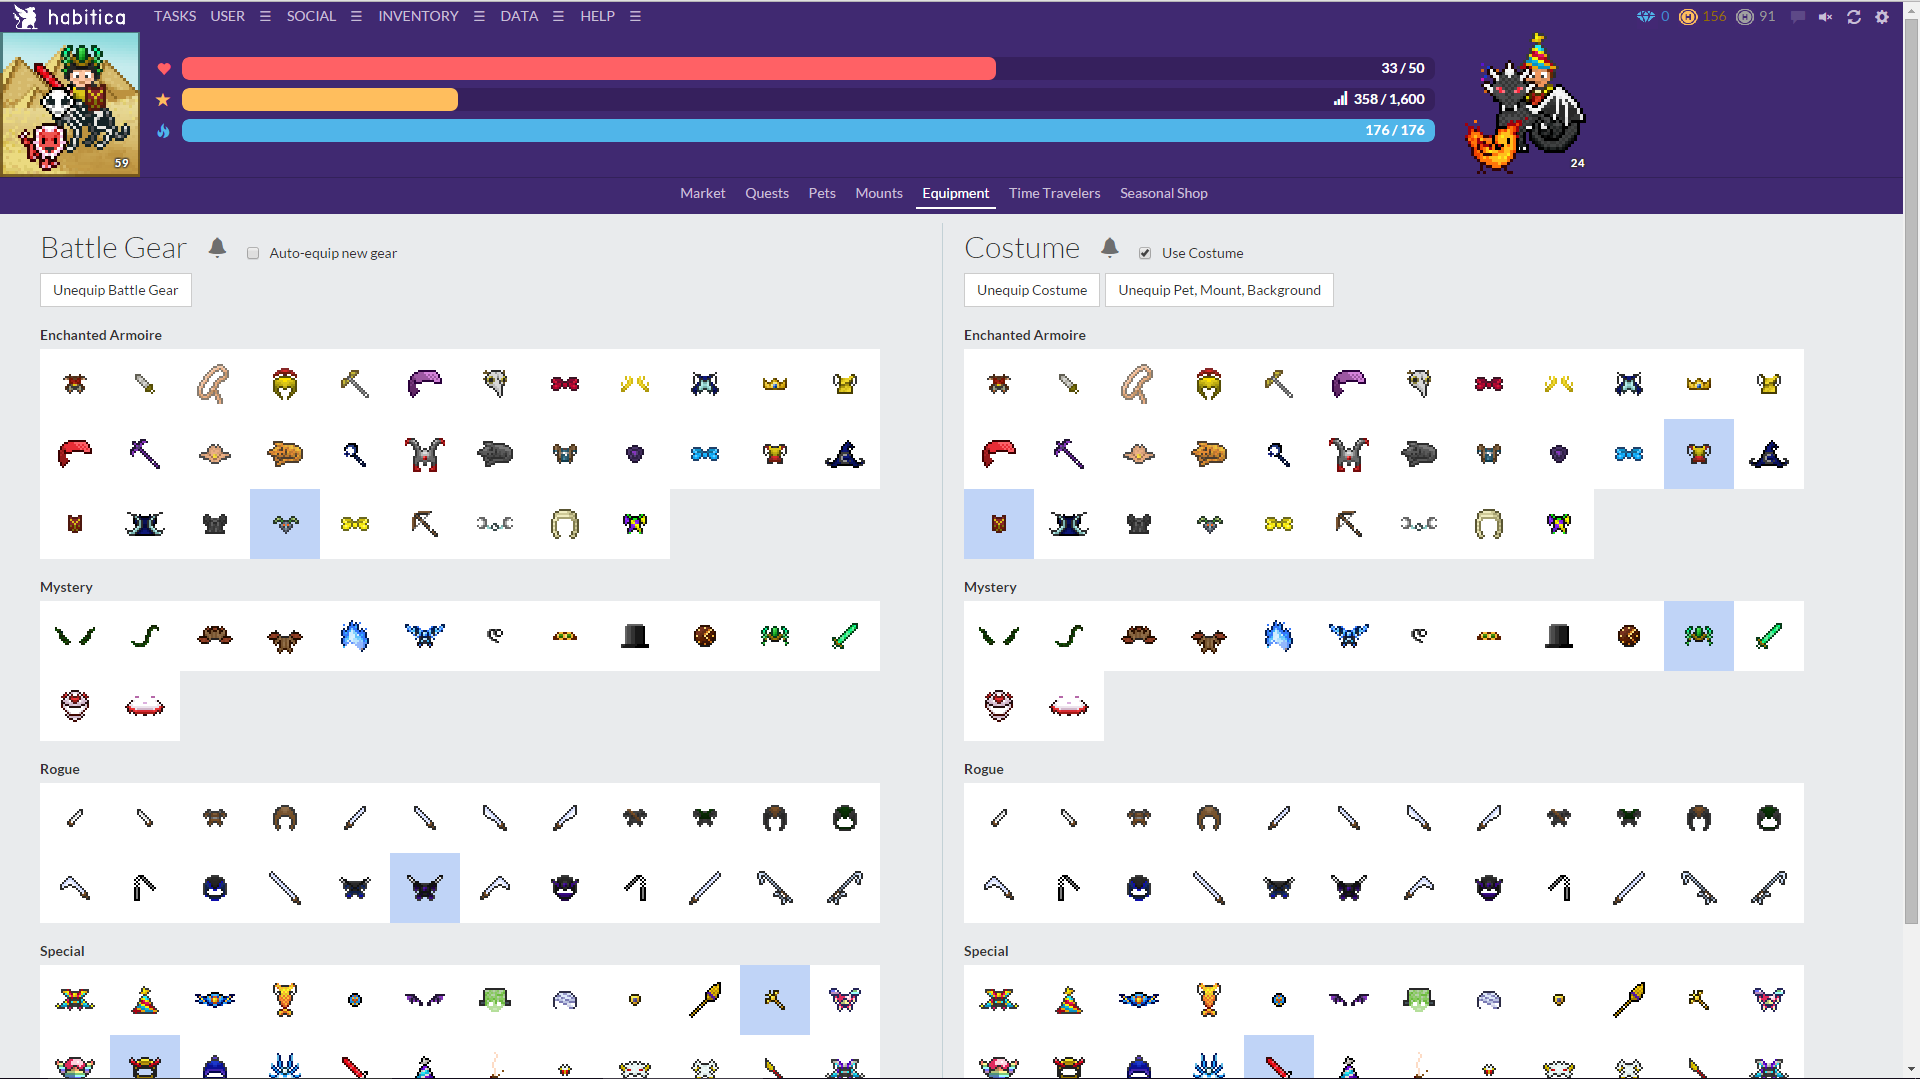 habitica TASKS USER SOCIAL INVENTORY DATA HELP 0 156 91
33 / 50
358 / 1,600
176 / 176
59
24
Market Quests Pets Mounts Equipment Time Travelers Seasonal Shop
Battle Gear Auto-equip new gear
Unequip Battle Gear
Enchanted Armoire
Mystery
Rogue
Special
Costume Use Costume
Unequip Costume Unequip Pet, Mount, Background
Enchanted Armoire
Mystery
Rogue
Special